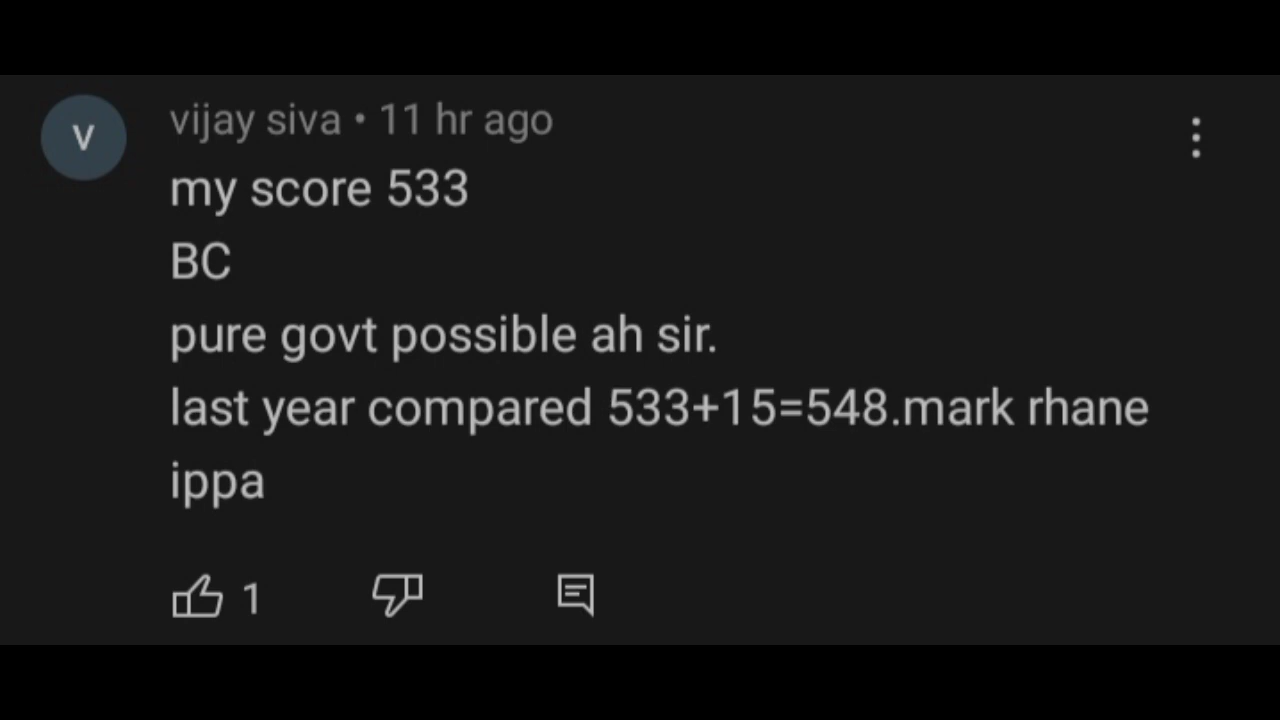 V
vijay siva • 11 hr ago
my score 533
BC
pure govt possible ah sir.
last year compared 533+15=548.mark rhane
ippa
1